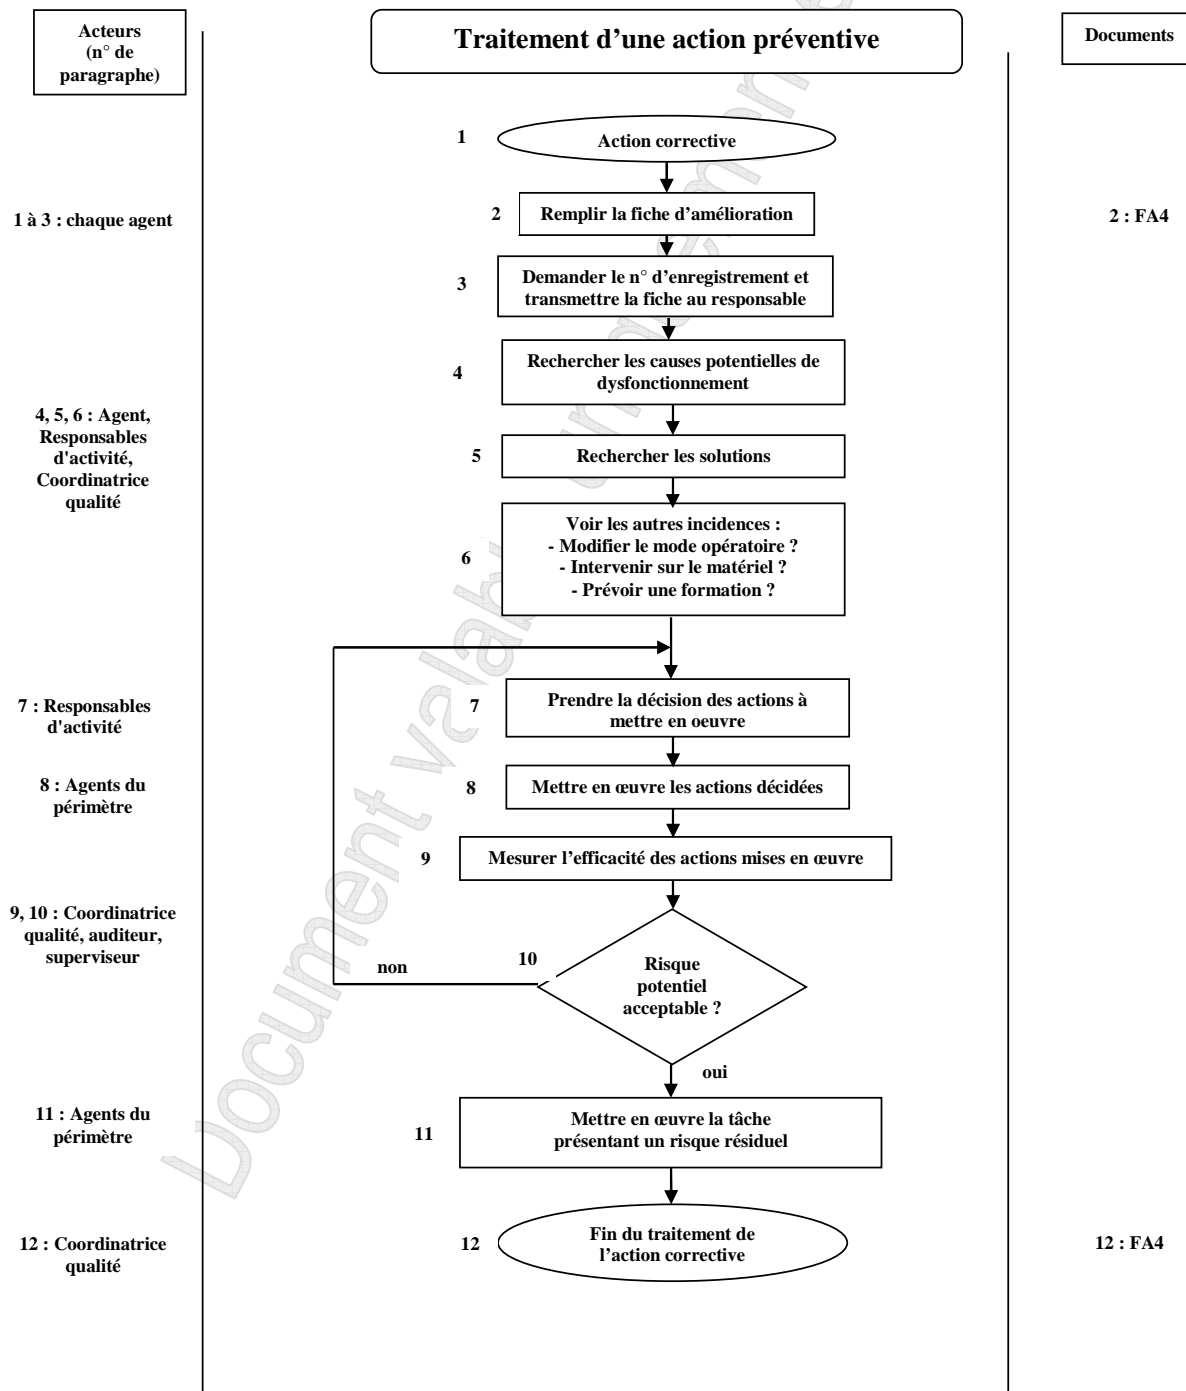 Acteurs
(n° de
paragraphe)
Traitement d'une action préventive
Documents
1
Action corrective
1 à 3 : chaque agent
2
Remplir la fiche d'amélioration
2 : FA4
3
Demander le n° d'enregistrement et
transmettre la fiche au responsable
4
Rechercher les causes potentielles de
dysfonctionnement
4, 5, 6 : Agent,
Responsables
d'activité,
Coordinatrice
qualité
5
Rechercher les solutions
6
Voir les autres incidences :
- Modifier le mode opératoire ?
- Intervenir sur le matériel ?
- Prévoir une formation ?
7 : Responsables
d'activité
7
Prendre la décision des actions à
mettre en oeuvre
8 : Agents du
périmètre
8
Mettre en œuvre les actions décidées
9
Mesurer l'efficacité des actions mises en œuvre
9, 10 : Coordinatrice
qualité, auditeur,
superviseur
non
10
Risque
potentiel
acceptable ?
oui
11 : Agents du
périmètre
11
Mettre en œuvre la tâche
présentant un risque résiduel
12 : Coordinatrice
qualité
12
Fin du traitement de
l'action corrective
12 : FA4
Document